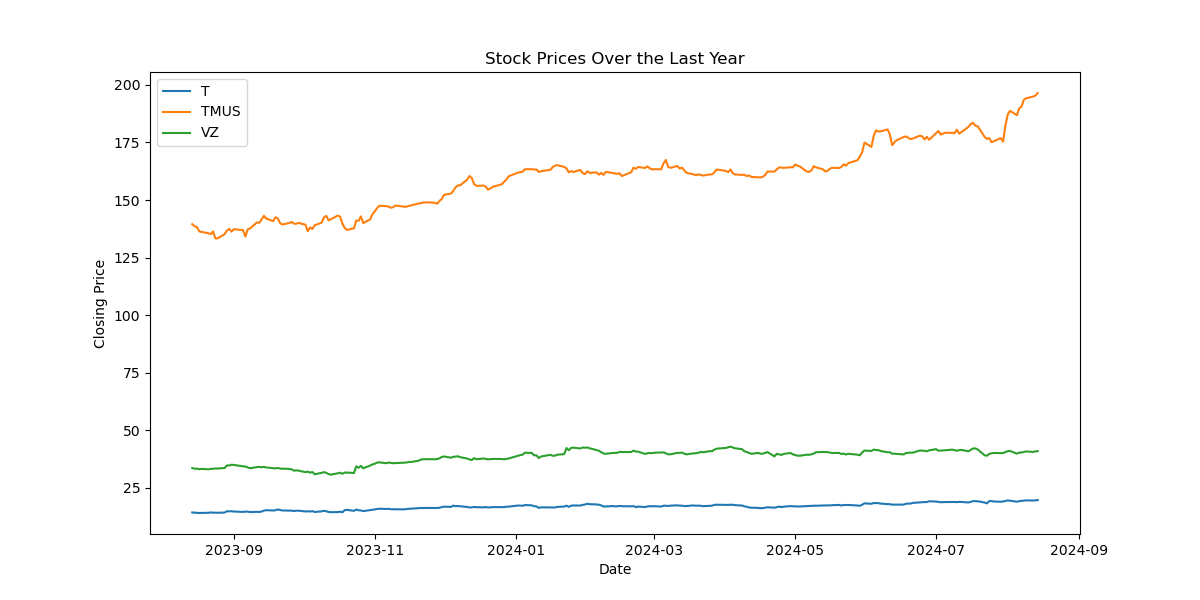 Stock Prices Over the Last Year
T
TMUS
VZ
200
175
150
125
100
75
50
25
Closing Price
2023-09 2023-11 2024-01 2024-03 2024-05 2024-07 2024-09
Date